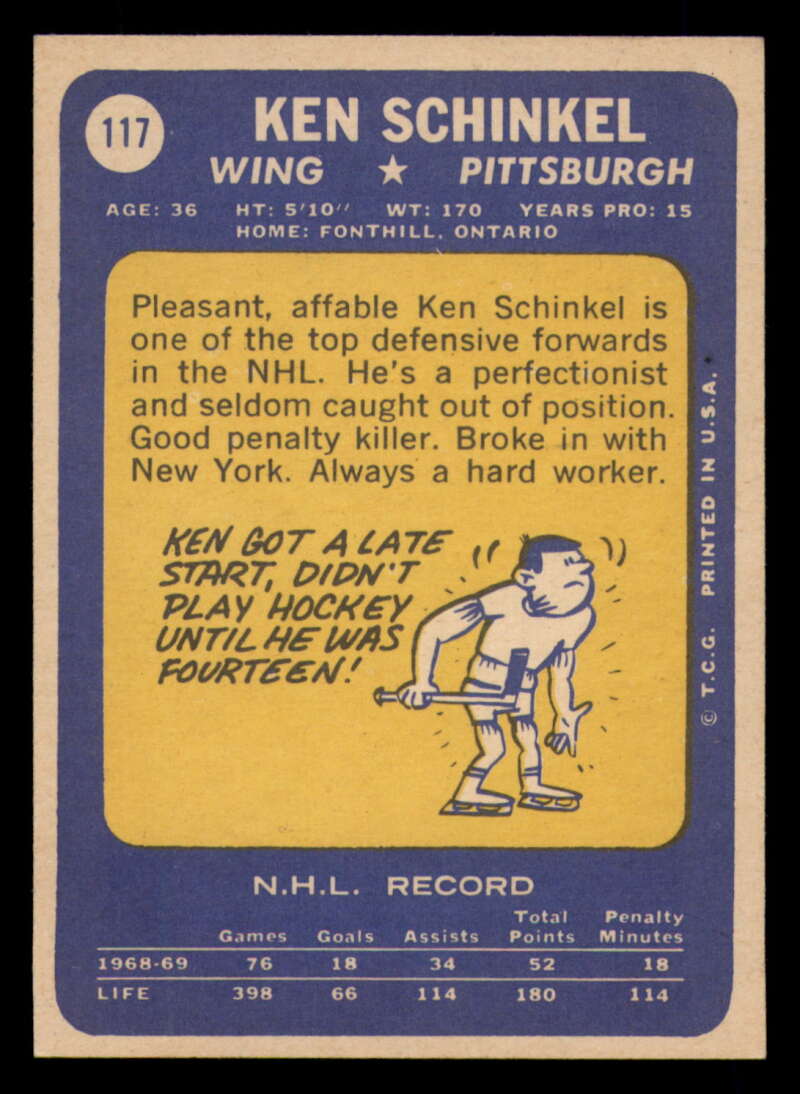 117
KEN SCHINKEL
WING ★ PITTSBURGH
AGE: 36 HT: 5'10'' WT: 170 YEARS PRO: 15
HOME: FONTHILL, ONTARIO
Pleasant, affable Ken Schinkel is
one of the top defensive forwards
in the NHL. He's a perfectionist
and seldom caught out of position.
Good penalty killer. Broke in with
New York. Always a hard worker.
KEN GOT A LATE
START, DIDN'T
PLAY HOCKEY
UNTIL HE WAS
FOURTEEN!
© T.C.G. PRINTED IN U.S.A.
N.H.L. RECORD
Games Goals Assists Total Points Penalty Minutes
1968-69 76 18 34 52 18
LIFE 398 66 114 180 114